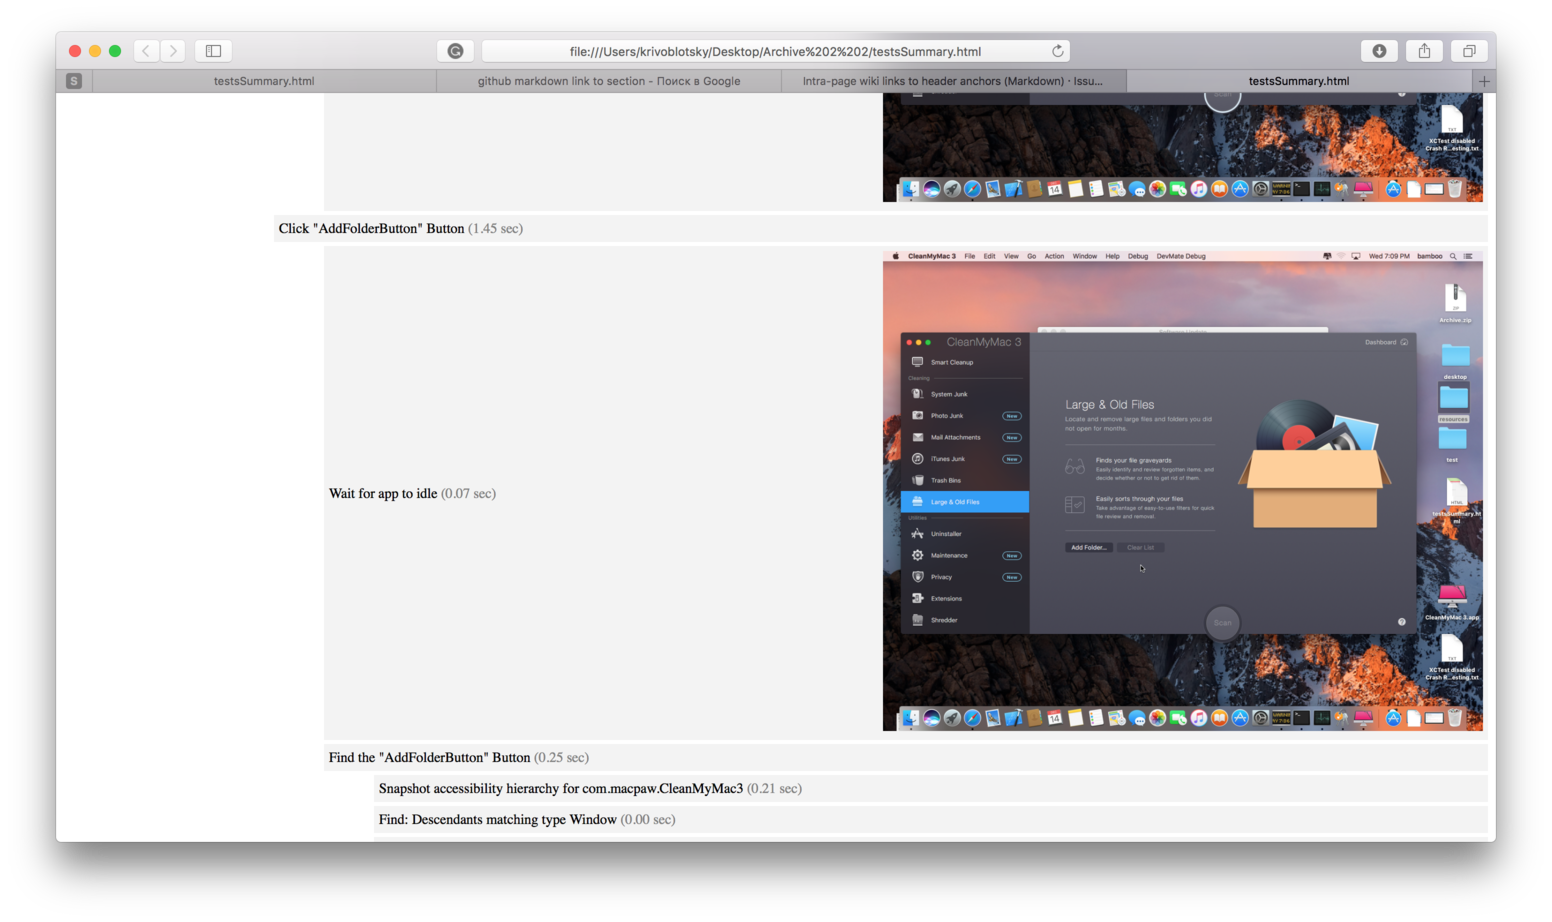 file:///Users/krivoblotsky/Desktop/Archive%202%202/testsSummary.html
S
testsSummary.html
github markdown link to section - Поиск в Google
Intra-page wiki links to header anchors (Markdown) · Issu...
testsSummary.html
Scan
TXT
XCTest disabled
Crash R...esting.txt
14
Click "AddFolderButton" Button (1.45 sec)
CleanMyMac 3 File Edit View Go Action Window Help Debug DevMate Debug
Wed 7:09 PM bamboo
ZIP
Archive.zip
Software Update
CleanMyMac 3
Dashboard
Smart Cleanup
Cleaning
System Junk
Photo Junk New
Mail Attachments New
iTunes Junk New
Trash Bins
Large & Old Files
Utilities
Uninstaller
Maintenance New
Privacy New
Extensions
Shredder
Large & Old Files
Locate and remove large files and folders you did
not open for months.
Finds your file graveyards
Easily identify and review forgotten items, and
decide whether or not to get rid of them.
Easily sorts through your files
Take advantage of easy-to-use filters for quick
file review and removal.
Add Folder... Clear List
Scan
desktop
resources
test
HTML
testsSummary.ht
ml
CleanMyMac 3.app
TXT
XCTest disabled
Crash R...esting.txt
14
Wait for app to idle (0.07 sec)
Find the "AddFolderButton" Button (0.25 sec)
Snapshot accessibility hierarchy for com.macpaw.CleanMyMac3 (0.21 sec)
Find: Descendants matching type Window (0.00 sec)